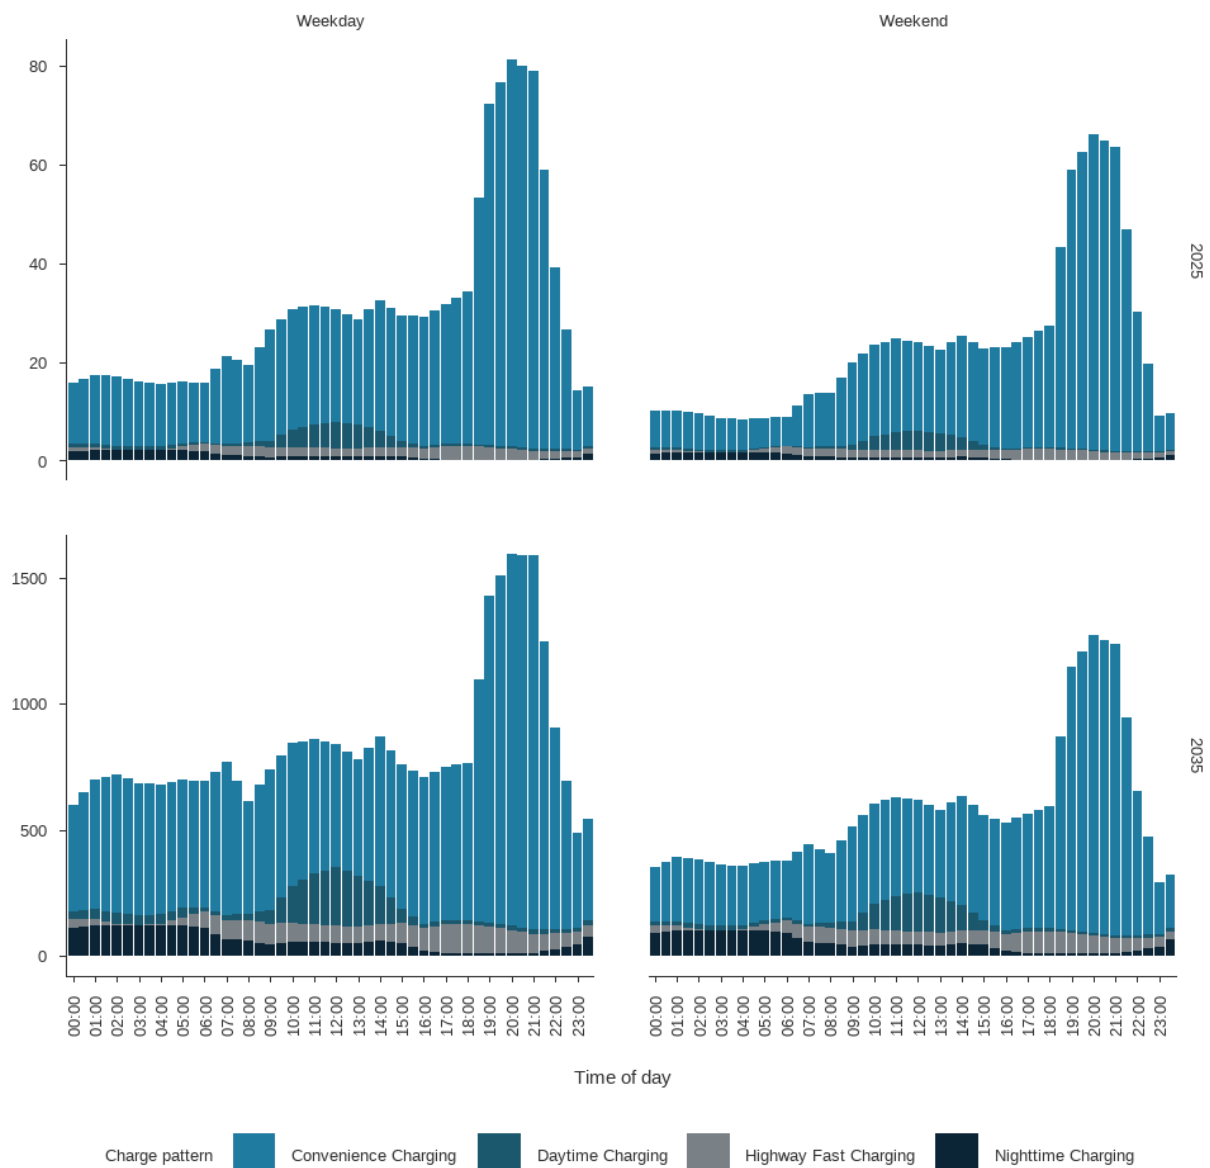 Weekday
Weekend
80
60
40
20
0
2025
1500
1000
500
0
2035
00:00 01:00 02:00 03:00 04:00 05:00 06:00 07:00 08:00 09:00 10:00 11:00 12:00 13:00 14:00 15:00 16:00 17:00 18:00 19:00 20:00 21:00 22:00 23:00
00:00 01:00 02:00 03:00 04:00 05:00 06:00 07:00 08:00 09:00 10:00 11:00 12:00 13:00 14:00 15:00 16:00 17:00 18:00 19:00 20:00 21:00 22:00 23:00
Time of day
Charge pattern Convenience Charging Daytime Charging Highway Fast Charging Nighttime Charging